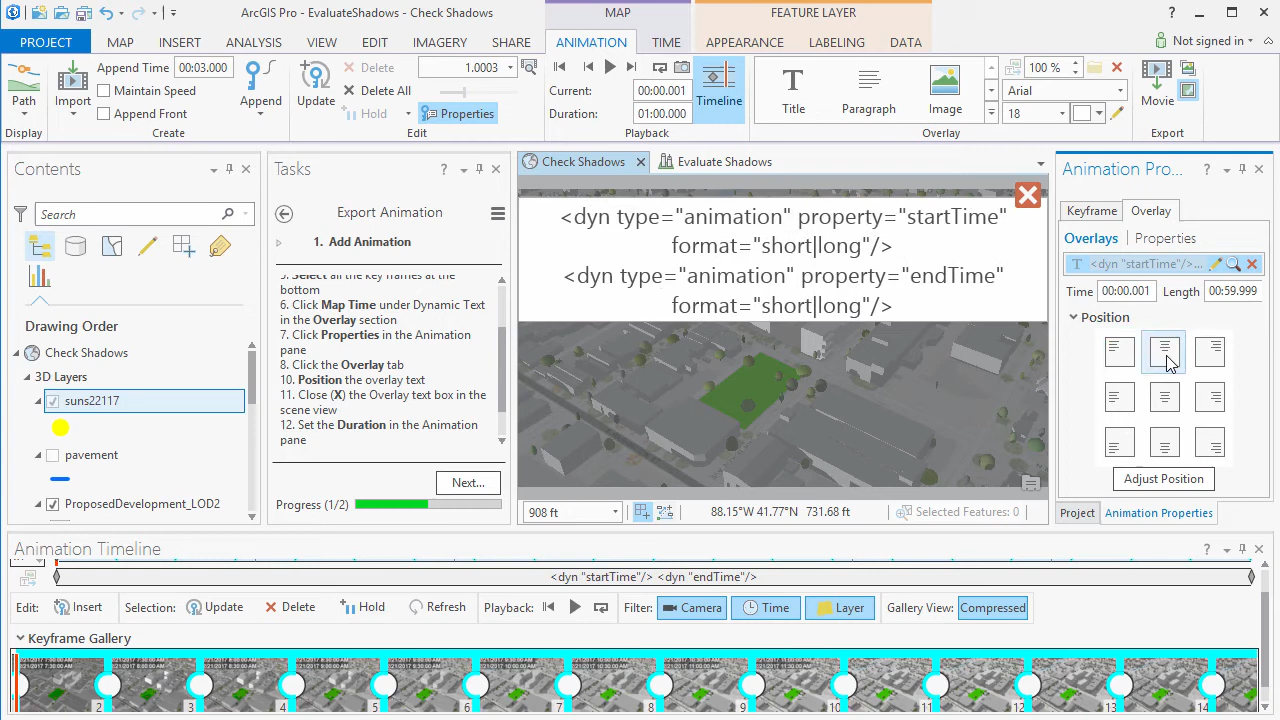 ArcGIS Pro - EvaluateShadows - Check Shadows
MAP
FEATURE LAYER
?
PROJECT
MAP
INSERT
ANALYSIS
VIEW
EDIT
IMAGERY
SHARE
ANIMATION
TIME
APPEARANCE
LABELING
DATA
Not signed in
Path
Display
Import
Append Time 00:03.000
Maintain Speed
Append Front
Append
Create
Update
Delete
Delete All
Hold
1.0003
Properties
Edit
Current: 00:00.001
Duration: 01:00.000
Playback
Timeline
Title
Paragraph
Image
Overlay
100 %
Arial
18
Movie
Export
Contents
Search
Drawing Order
Check Shadows
3D Layers
suns22117
pavement
ProposedDevelopment_LOD2
Tasks
?
Export Animation
1. Add Animation
5. Select all the key names at the
bottom
6. Click Map Time under Dynamic Text
in the Overlay section
7. Click Properties in the Animation
pane
8. Click the Overlay tab
10. Position the overlay text
11. Close (X) the Overlay text box in the
scene view
12. Set the Duration in the Animation
pane
Next...
Progress (1/2)
Check Shadows
Evaluate Shadows
<dyn type="animation" property="startTime"
format="short|long"/>
<dyn type="animation" property="endTime"
format="short|long"/>
908 ft
88.15°W 41.77°N 731.68 ft
Selected Features: 0
Animation Pro...
?
Keyframe
Overlay
Overlays
Properties
T <dyn "startTime"/>...
Time 00:00.001 Length 00:59.999
Position
Adjust Position
Project
Animation Properties
Animation Timeline
?
<dyn "startTime"/> <dyn "endTime"/>
Edit: Insert Selection: Update Delete Hold Refresh Playback: Filter: Camera Time Layer Gallery View: Compressed
Keyframe Gallery
2 3 4 5 6 7 8 9 10 11 12 13 14